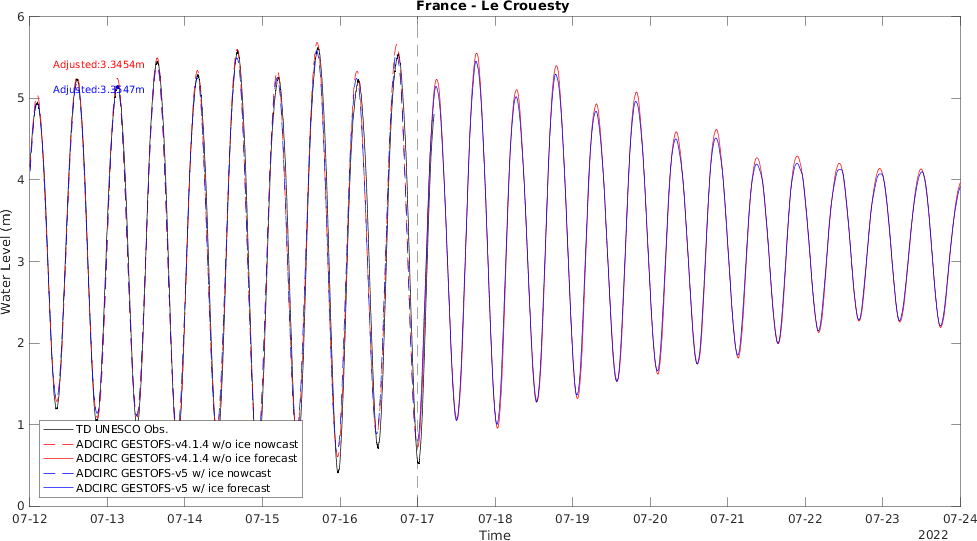 France - Le Crouesty
6
5
4
3
2
1
0
Water Level (m)
Adjusted:3.3454m
Adjusted:3.3547m
TD UNESCO Obs.
ADCIRC GESTOFS-v4.1.4 w/o ice nowcast
ADCIRC GESTOFS-v4.1.4 w/o ice forecast
ADCIRC GESTOFS-v5 w/ ice nowcast
ADCIRC GESTOFS-v5 w/ ice forecast
07-12 07-13 07-14 07-15 07-16 07-17 07-18 07-19 07-20 07-21 07-22 07-23 07-24
Time
2022